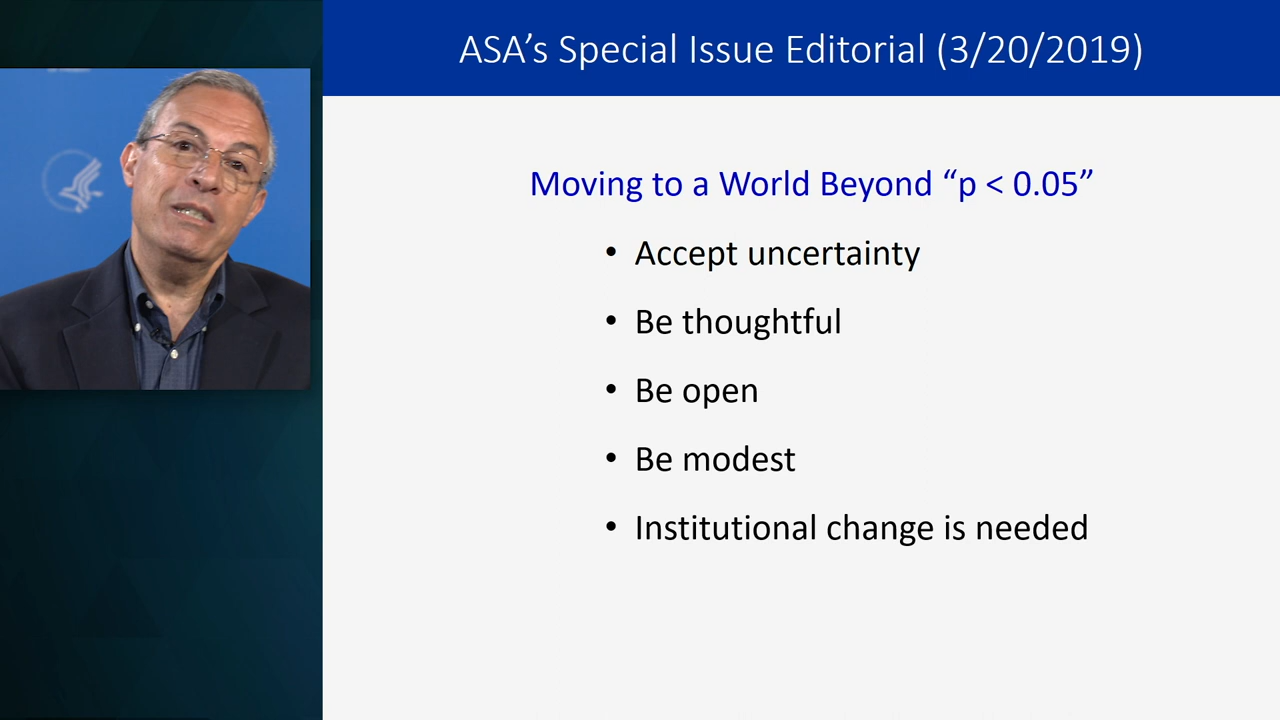 ASA’s Special Issue Editorial (3/20/2019)
Moving to a World Beyond “p < 0.05”
• Accept uncertainty
• Be thoughtful
• Be open
• Be modest
• Institutional change is needed